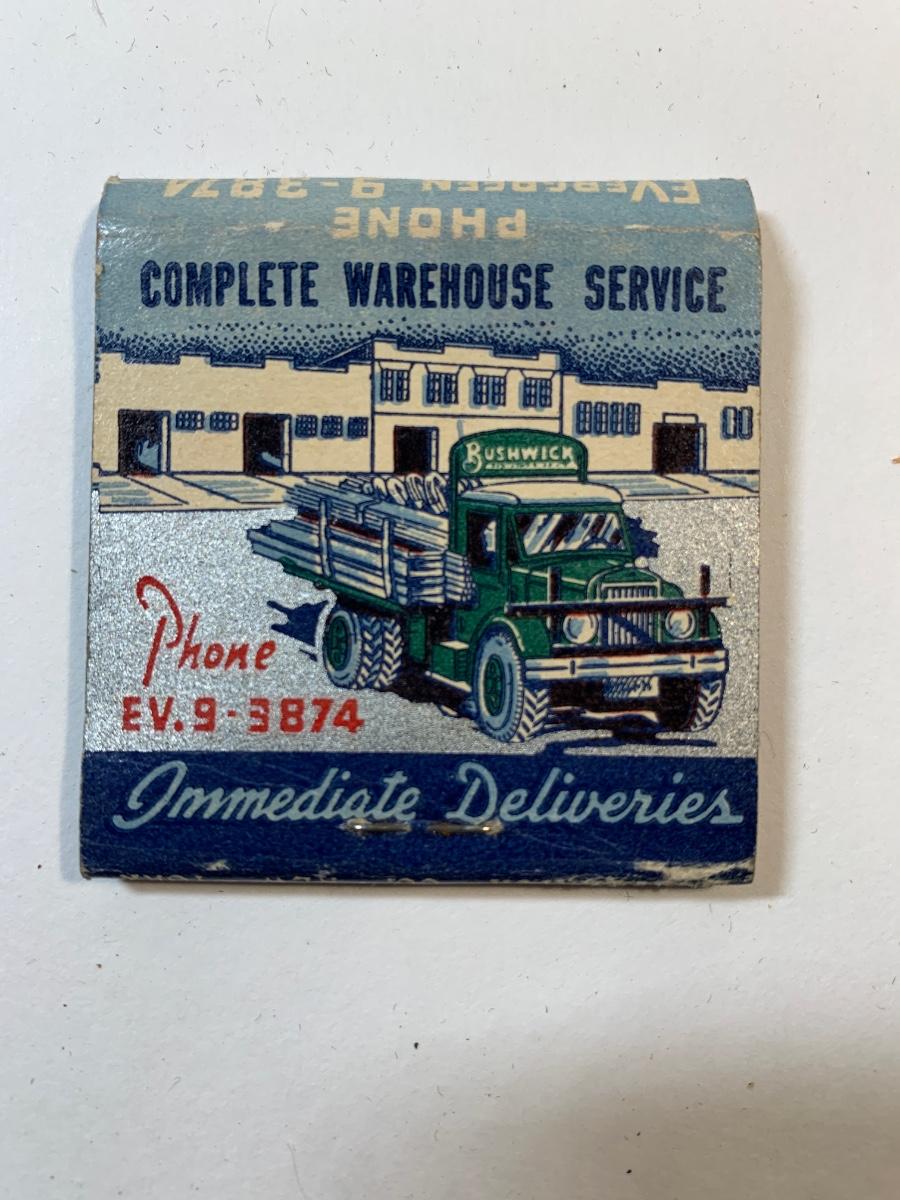 EVERGREEN 9-3874
PHONE
COMPLETE WAREHOUSE SERVICE
BUSHWICK
Phone
EV. 9-3874
Immediate Deliveries